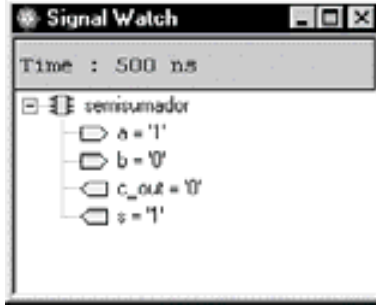 Signal Watch
Time : 500 ns
semisumador
a = '1'
b = '0'
c_out = '0'
s = '1'